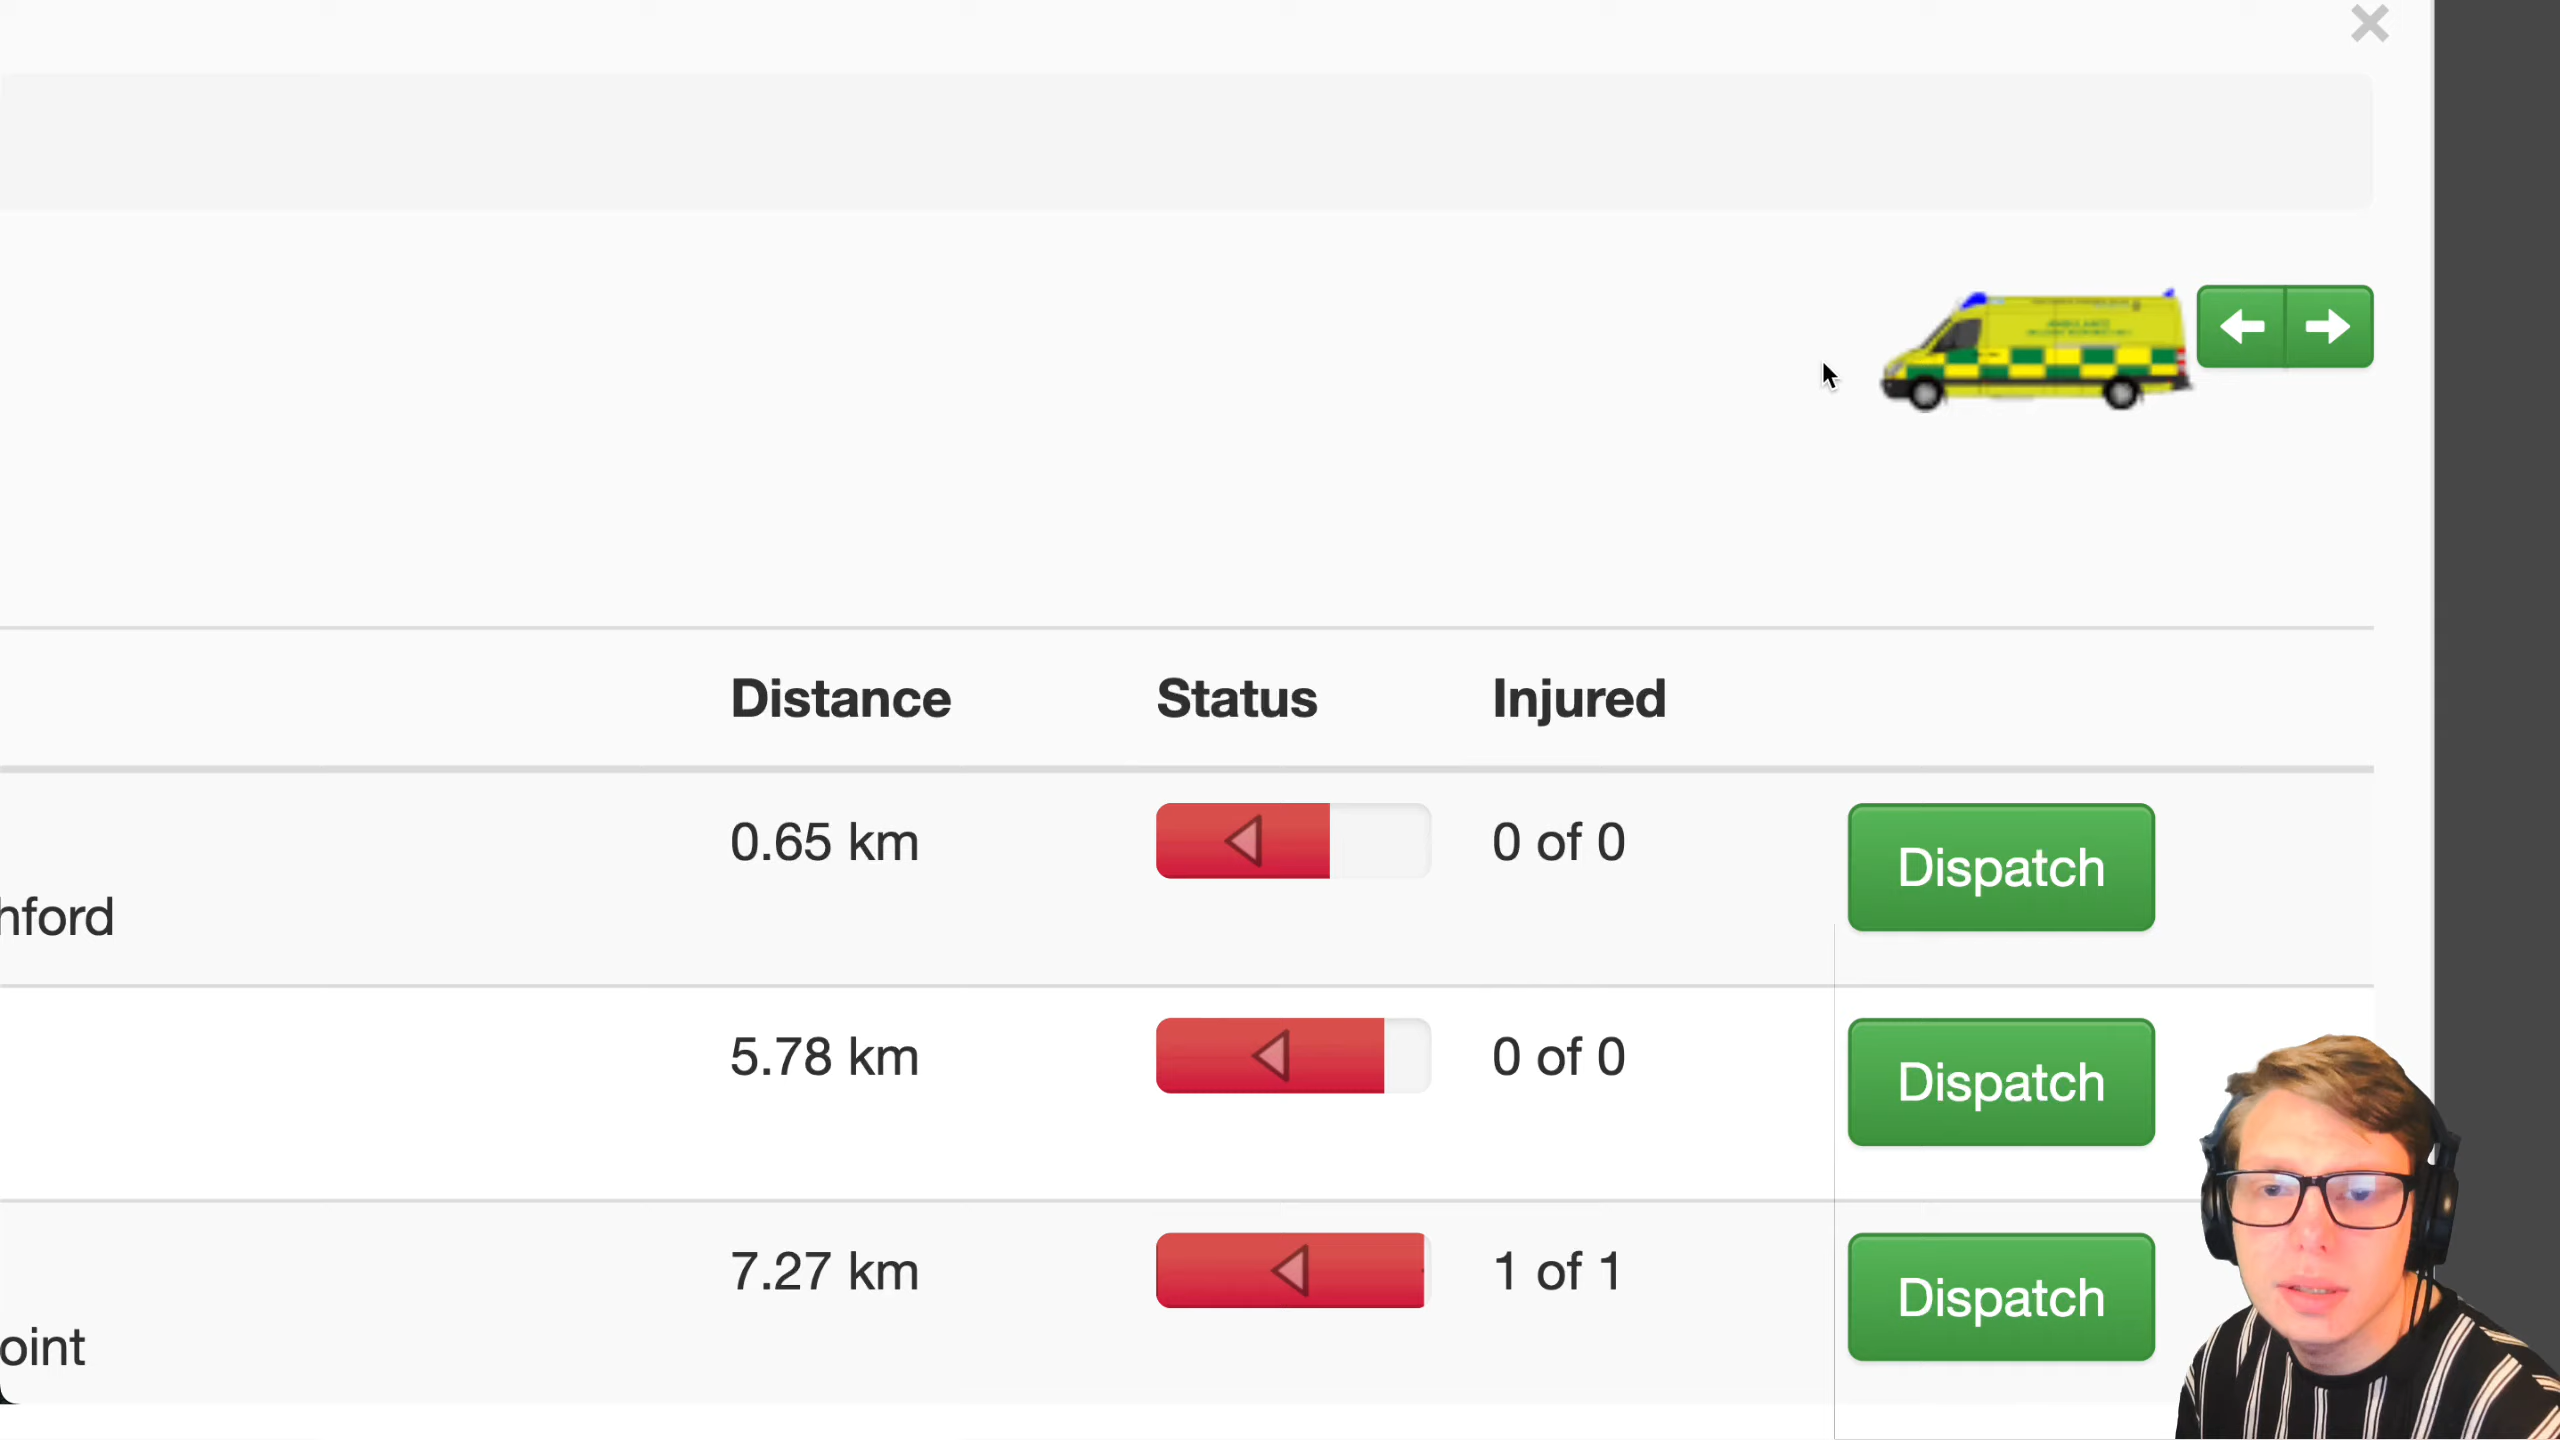 Distance Status Injured
0.65 km 0 of 0 Dispatch
hford
5.78 km 0 of 0 Dispatch
7.27 km 1 of 1 Dispatch
oint